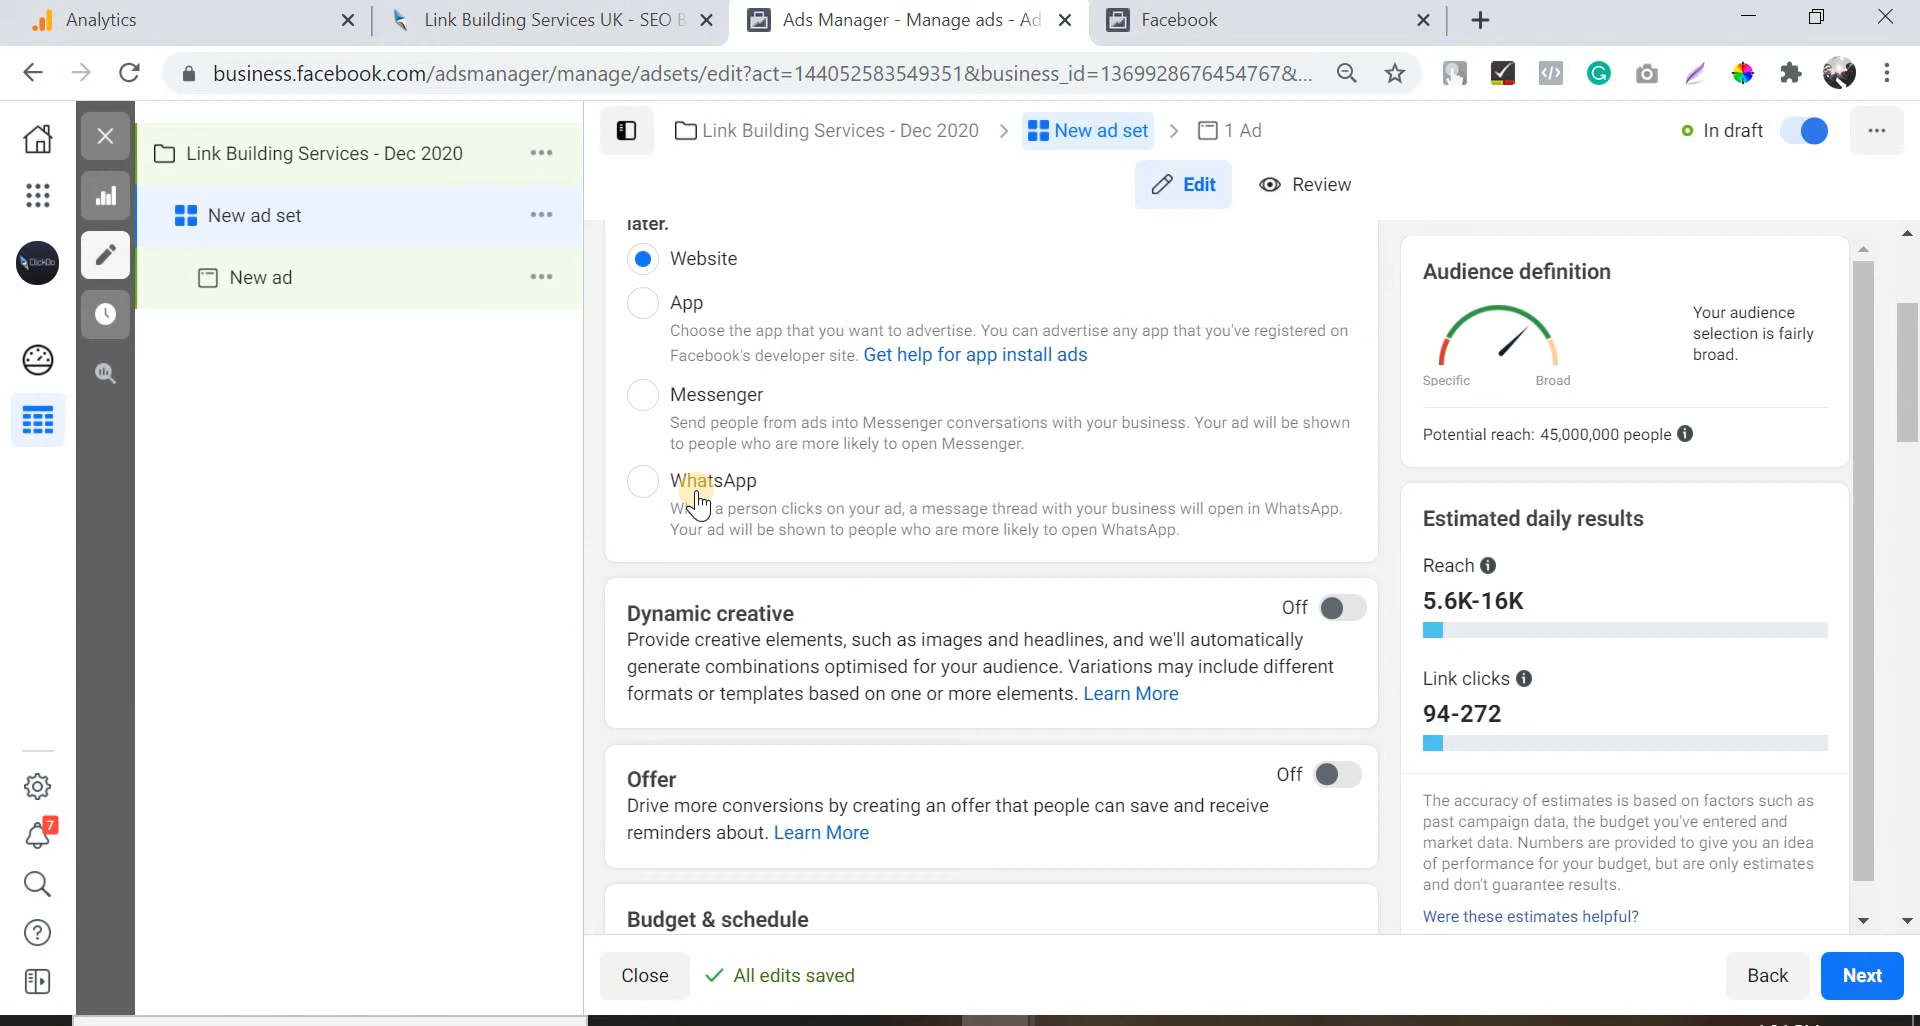 Analytics
Link Building Services UK - SEO B
Ads Manager - Manage ads - Ad
Facebook
business.facebook.com/adsmanager/manage/adsets/edit?act=144052583549351&business_id=1369928676454767&...
Link Building Services - Dec 2020
New ad set
1 Ad
In draft
Link Building Services - Dec 2020
New ad set
New ad
Edit
Review
later.
Website
App
Choose the app that you want to advertise. You can advertise any app that you've registered on
Facebook's developer site. Get help for app install ads
Messenger
Send people from ads into Messenger conversations with your business. Your ad will be shown
to people who are more likely to open Messenger.
WhatsApp
a person clicks on your ad, a message thread with your business will open in WhatsApp.
Your ad will be shown to people who are more likely to open WhatsApp.
Dynamic creative
Off
Provide creative elements, such as images and headlines, and we'll automatically
generate combinations optimised for your audience. Variations may include different
formats or templates based on one or more elements. Learn More
Offer
Off
Drive more conversions by creating an offer that people can save and receive
reminders about. Learn More
Budget & schedule
Audience definition
Your audience
selection is fairly
broad.
Specific
Broad
Potential reach: 45,000,000 people
Estimated daily results
Reach
5.6K-16K
Link clicks
94-272
The accuracy of estimates is based on factors such as
past campaign data, the budget you've entered and
market data. Numbers are provided to give you an idea
of performance for your budget, but are only estimates
and don't guarantee results.
Were these estimates helpful?
ClickDo
7
Close
All edits saved
Back
Next